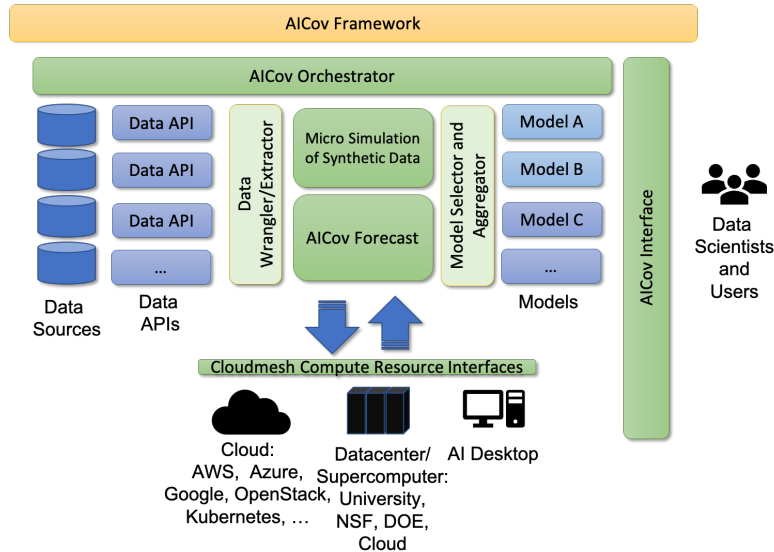 AICov Framework
AICov Orchestrator
Data API
Data API
Data API
...
Data
Sources
Data
APIs
Data
Wrangler/Extractor
Micro Simulation
of Synthetic Data
AICov Forecast
Model Selector and
Aggregator
Model A
Model B
Model C
...
Models
AICov Interface
Data
Scientists
and
Users
Cloudmesh Compute Resource Interfaces
Cloud:
AWS, Azure,
Google, OpenStack,
Kubernetes, ...
Datacenter/
Supercomputer:
University,
NSF, DOE,
Cloud
AI Desktop